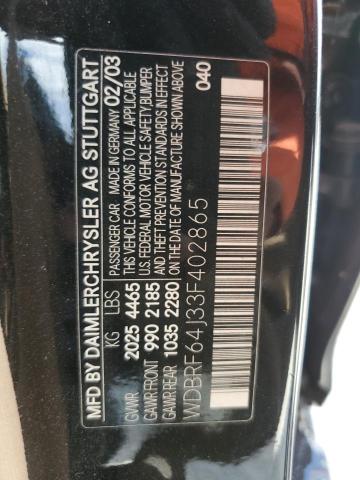 MFD BY DAIMLERCHRYSLER AG STUTTGART
PASSENGER CAR MADE IN GERMANY 02/03
KG LBS THIS VEHICLE CONFORMS TO ALL APPLICABLE
GVWR 2025 4465 U.S. FEDERAL MOTOR VEHICLE SAFETY, BUMPER
GAWR FRONT 990 2185 AND THEFT PREVENTION STANDARDS IN EFFECT
GAWR REAR 1035 2280 ON THE DATE OF MANUFACTURE SHOWN ABOVE
040
WDBRF64J33F402865